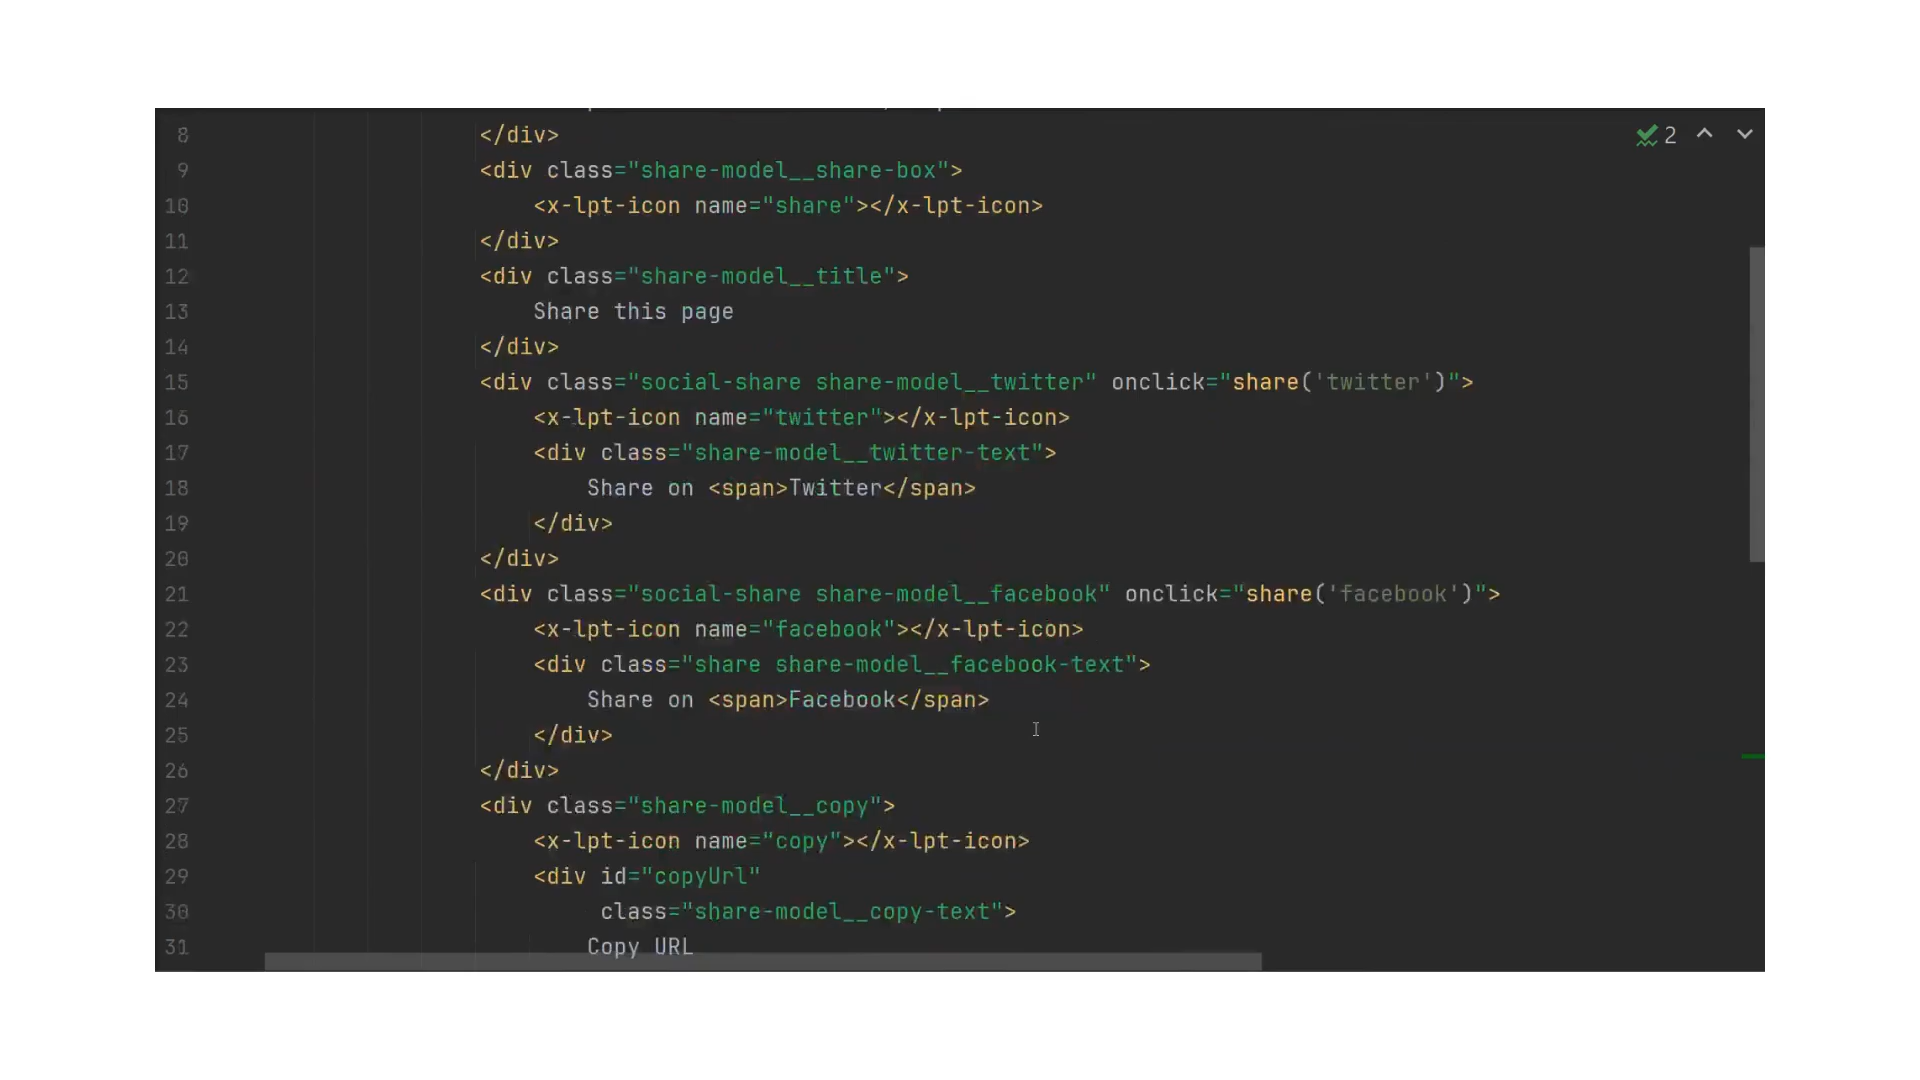 8 </div>
2
9 <div class="share-model__share-box">
10 <x-lpt-icon name="share"></x-lpt-icon>
11 </div>
12 <div class="share-model__title">
13 Share this page
14 </div>
15 <div class="social-share share-model__twitter" onclick="share('twitter')">
16 <x-lpt-icon name="twitter"></x-lpt-icon>
17 <div class="share-model__twitter-text">
18 Share on <span>Twitter</span>
19 </div>
20 </div>
21 <div class="social-share share-model__facebook" onclick="share('facebook')">
22 <x-lpt-icon name="facebook"></x-lpt-icon>
23 <div class="share share-model__facebook-text">
24 Share on <span>Facebook</span>
25 </div>
26 </div>
27 <div class="share-model__copy">
28 <x-lpt-icon name="copy"></x-lpt-icon>
29 <div id="copyUrl"
30 class="share-model__copy-text">
31 Copy URL